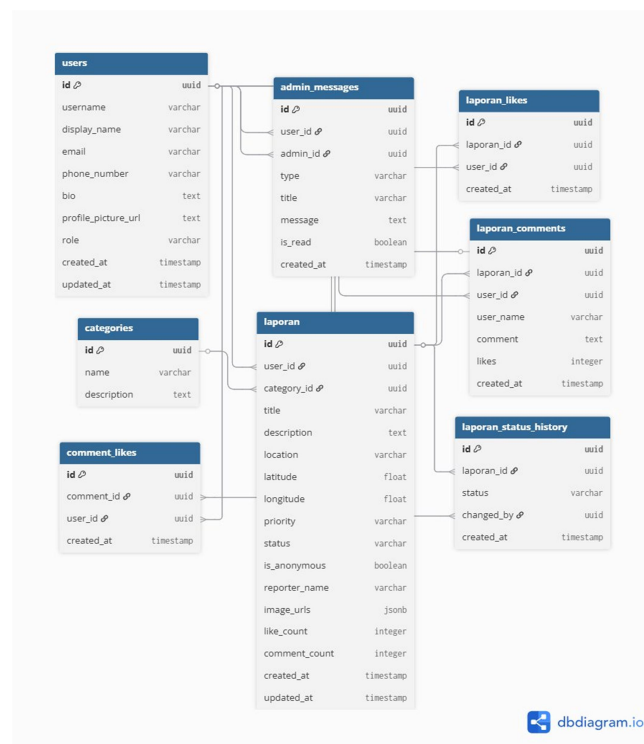 users
id uuid
username varchar
display_name varchar
email varchar
phone_number varchar
bio text
profile_picture_url text
role varchar
created_at timestamp
updated_at timestamp
admin_messages
id uuid
user_id uuid
admin_id uuid
type varchar
title varchar
message text
is_read boolean
created_at timestamp
laporan_likes
id uuid
laporan_id uuid
user_id uuid
created_at timestamp
laporan_comments
id uuid
laporan_id uuid
user_id uuid
user_name varchar
comment text
likes integer
created_at timestamp
categories
id uuid
name varchar
description text
laporan
id uuid
user_id uuid
category_id uuid
title varchar
description text
location varchar
latitude float
longitude float
priority varchar
status varchar
is_anonymous boolean
reporter_name varchar
image_urls jsonb
like_count integer
comment_count integer
created_at timestamp
updated_at timestamp
comment_likes
id uuid
comment_id uuid
user_id uuid
created_at timestamp
laporan_status_history
id uuid
laporan_id uuid
status varchar
changed_by uuid
created_at timestamp
dbdiagram.io